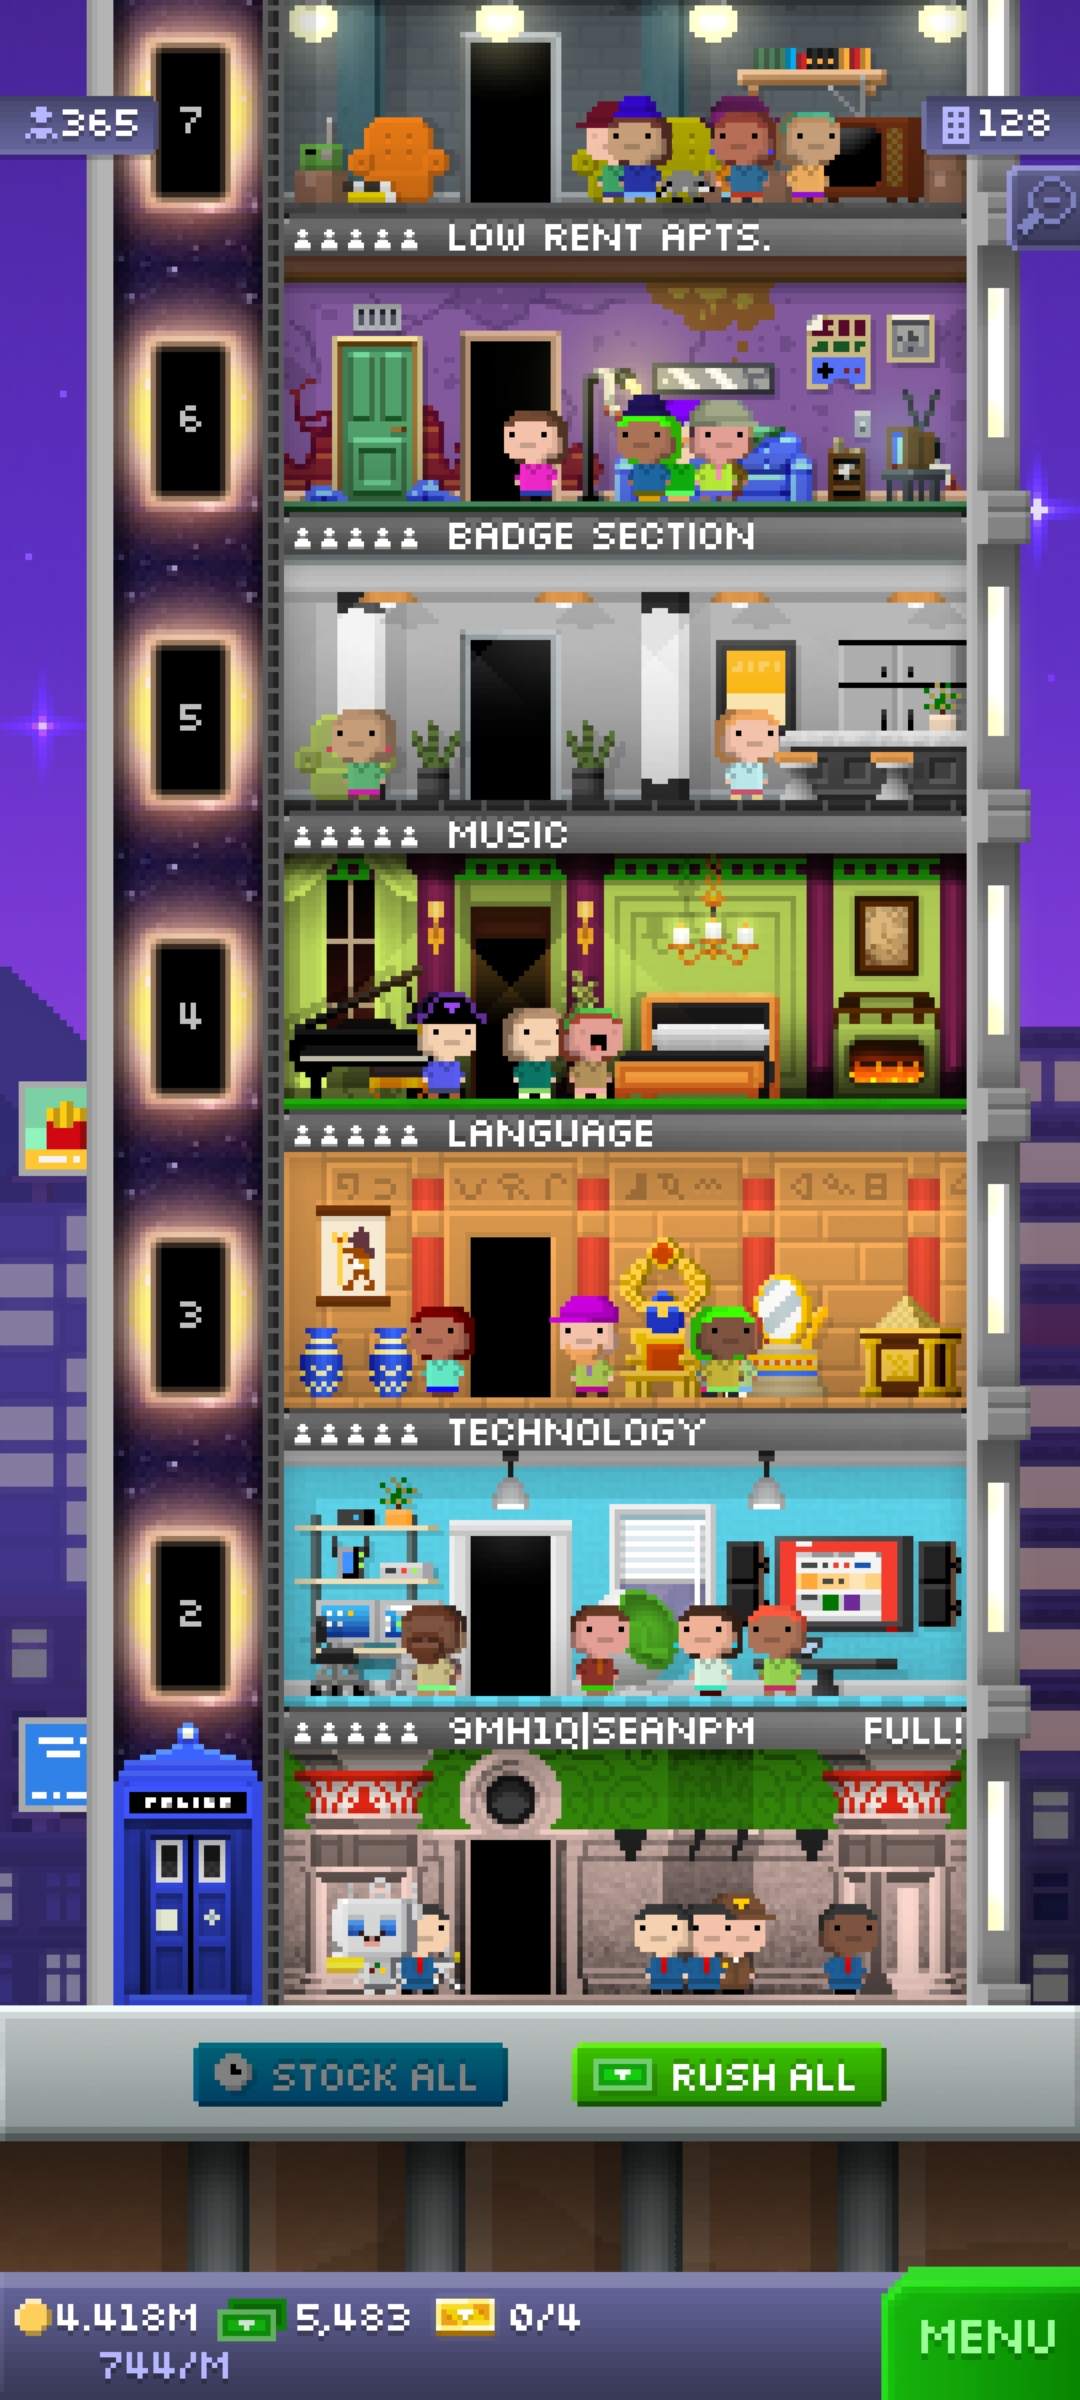 7
365
128
LOW RENT APTS.
6
BADGE SECTION
5
MUSIC
4
LANGUAGE
3
TECHNOLOGY
2
9MH1Q|SEANPM FULL!
POLICE
STOCK ALL
RUSH ALL
4.418M 5,483 0/4
744/M
MENU